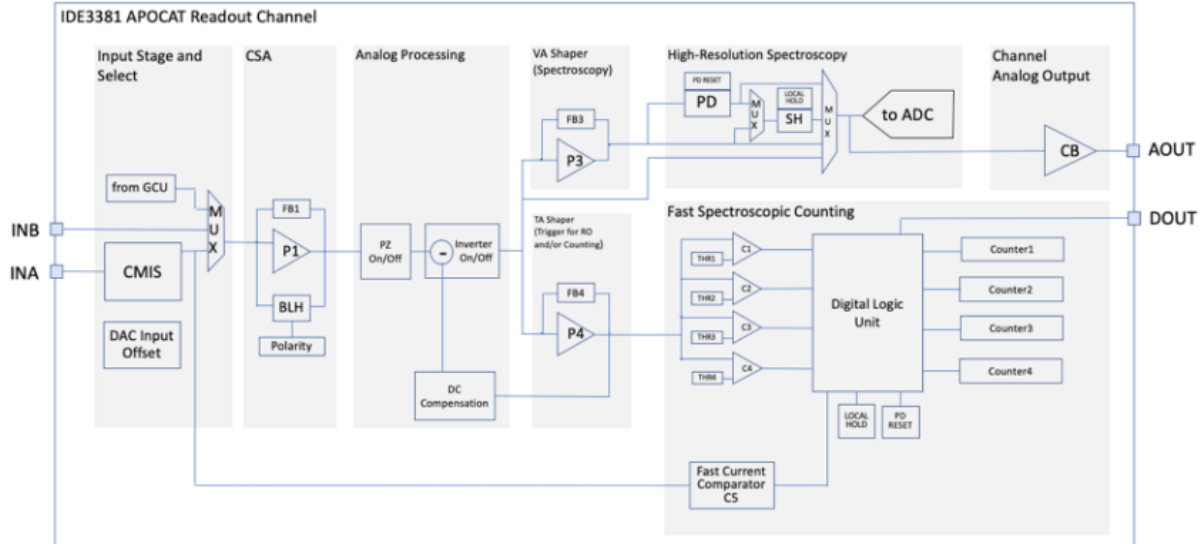 IDE3381 APOCAT Readout Channel
Input Stage and
Select
CSA
Analog Processing
VA Shaper
(Spectroscopy)
High-Resolution Spectroscopy
Channel
Analog Output
from GCU
M
U
X
INB
INA
CMIS
DAC Input
Offset
FB1
P1
BLH
Polarity
PZ
On/Off
-
Inverter
On/Off
DC
Compensation
FB3
P3
TA Shaper
(Trigger for RO
and/or Counting)
FB4
P4
PD RESET
PD
M
U
X
LOCAL
HOLD
SH
M
U
X
to ADC
CB
AOUT
DOUT
Fast Spectroscopic Counting
THR1
C1
THR2
C2
THR3
C3
THR4
C4
Digital Logic
Unit
Counter1
Counter2
Counter3
Counter4
LOCAL
HOLD
PD
RESET
Fast Current
Comparator
C5